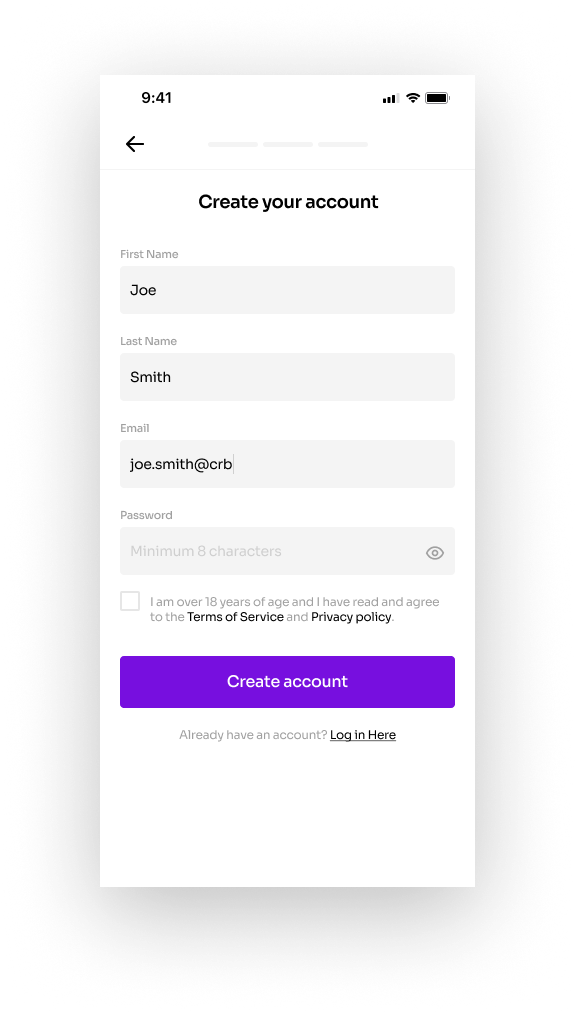 9:41
Create your account
First Name
Joe
Last Name
Smith
Email
joe.smith@crb
Password
Minimum 8 characters
I am over 18 years of age and I have read and agree
to the Terms of Service and Privacy policy.
Create account
Already have an account? Log in Here